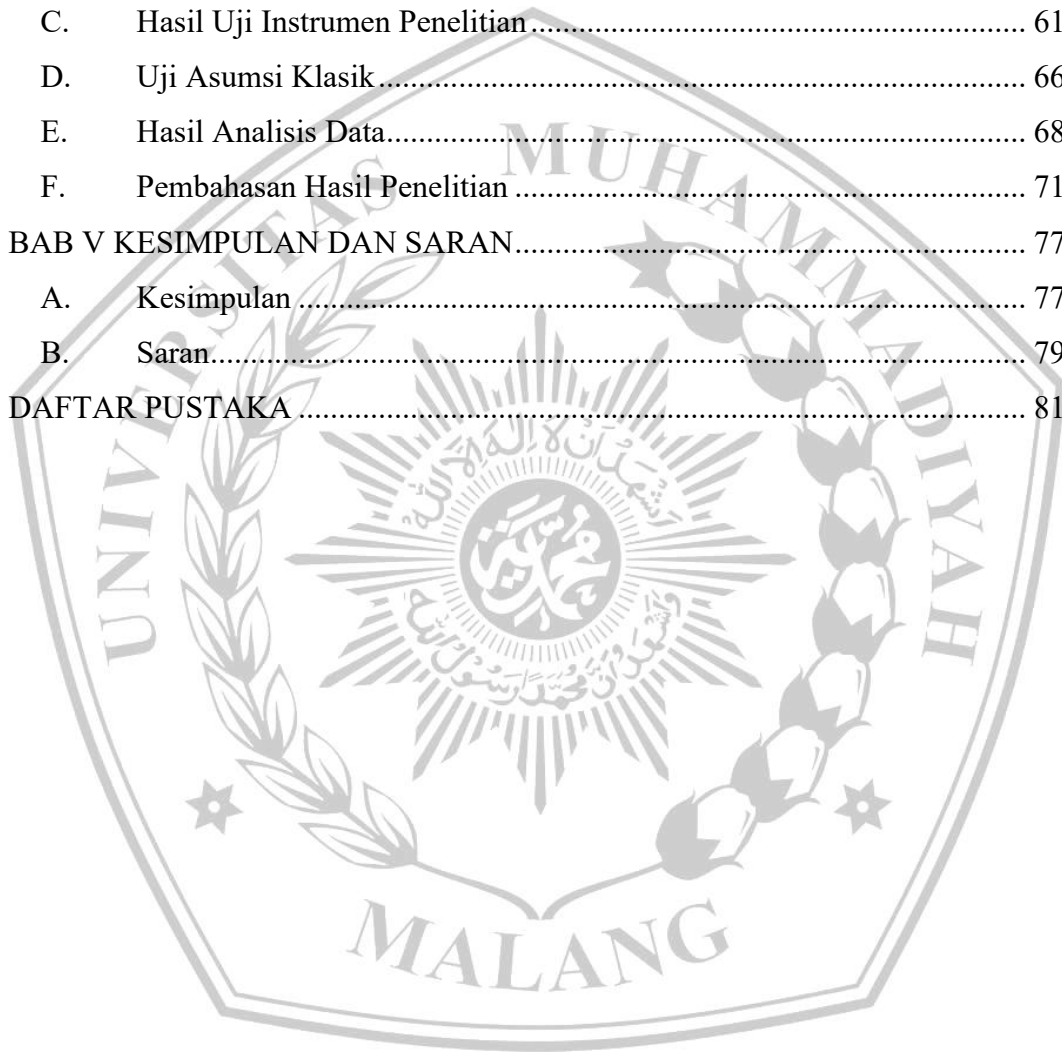 C. Hasil Uji Instrumen Penelitian ........ 61
D. Uji Asumsi Klasik ........ 66
E. Hasil Analisis Data ........ 68
F. Pembahasan Hasil Penelitian ........ 71
BAB V KESIMPULAN DAN SARAN ........ 77
A. Kesimpulan ........ 77
B. Saran ........ 79
DAFTAR PUSTAKA ........ 81
UNIVERSITAS MUHAMMADIYAH
MALANG